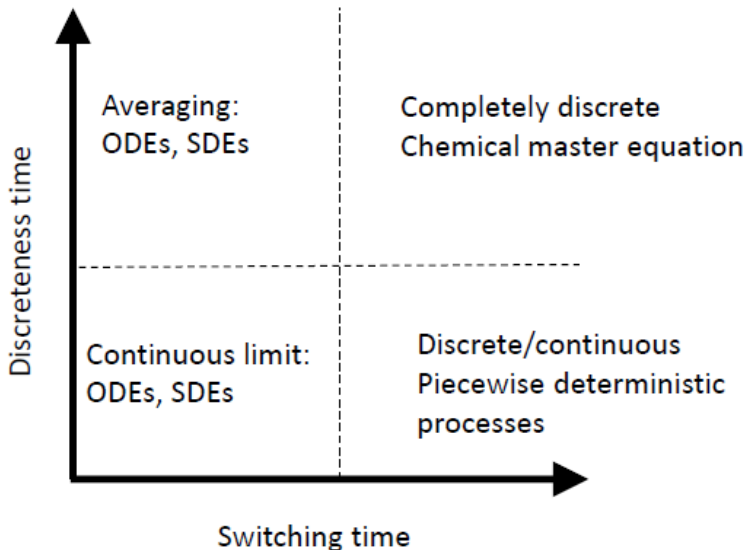 Averaging:
ODEs, SDEs
Completely discrete
Chemical master equation
Discreteness time
Continuous limit:
ODEs, SDEs
Discrete/continuous
Piecewise deterministic
processes
Switching time